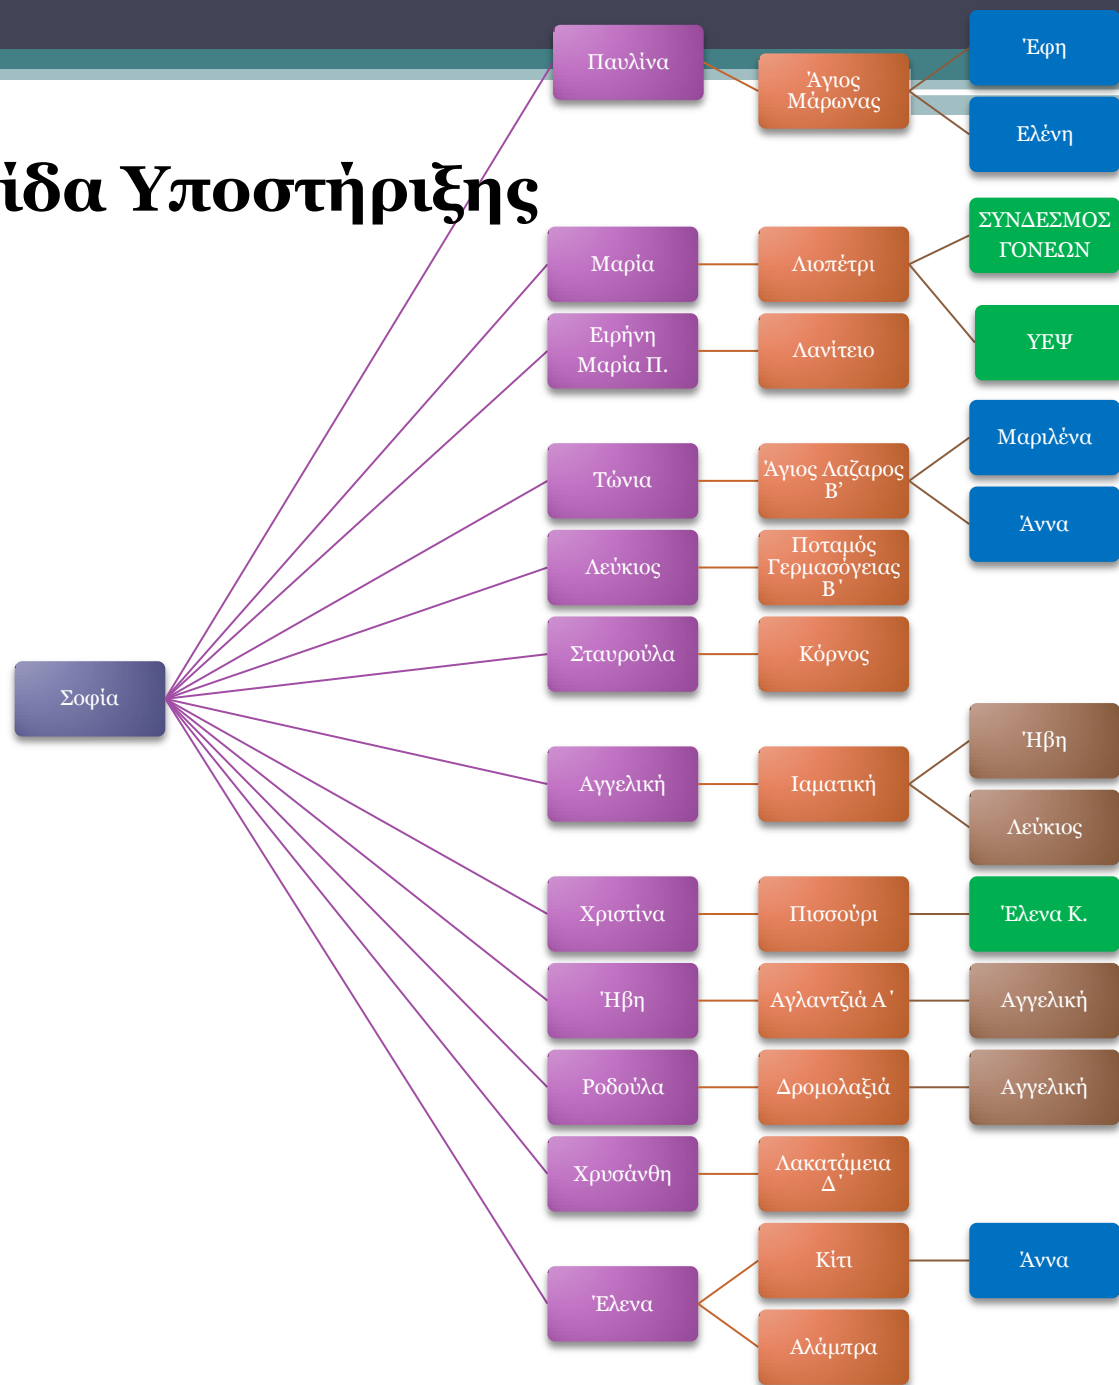 Παυλίνα
Άγιος
Μάρωνας
Έφη
Ελένη
ίδα Υποστήριξης
Μαρία
Λιοπέτρι
ΣΥΝΔΕΣΜΟΣ
ΓΟΝΕΩΝ
ΥΕΨ
Ειρήνη
Μαρία Π.
Λανίτειο
Τώνια
Άγιος Λαζαρος
Β’
Μαριλένα
Άννα
Λεύκιος
Ποταμός
Γερμασόγειας
Β΄
Σταυρούλα
Κόρνος
Σοφία
Αγγελική
Ιαματική
Ήβη
Λεύκιος
Χριστίνα
Πισσούρι
Έλενα Κ.
Ήβη
Αγλαντζιά Α΄
Αγγελική
Ροδούλα
Δρομολαξιά
Αγγελική
Χρυσάνθη
Λακατάμεια
Δ΄
Έλενα
Κίτι
Άννα
Αλάμπρα